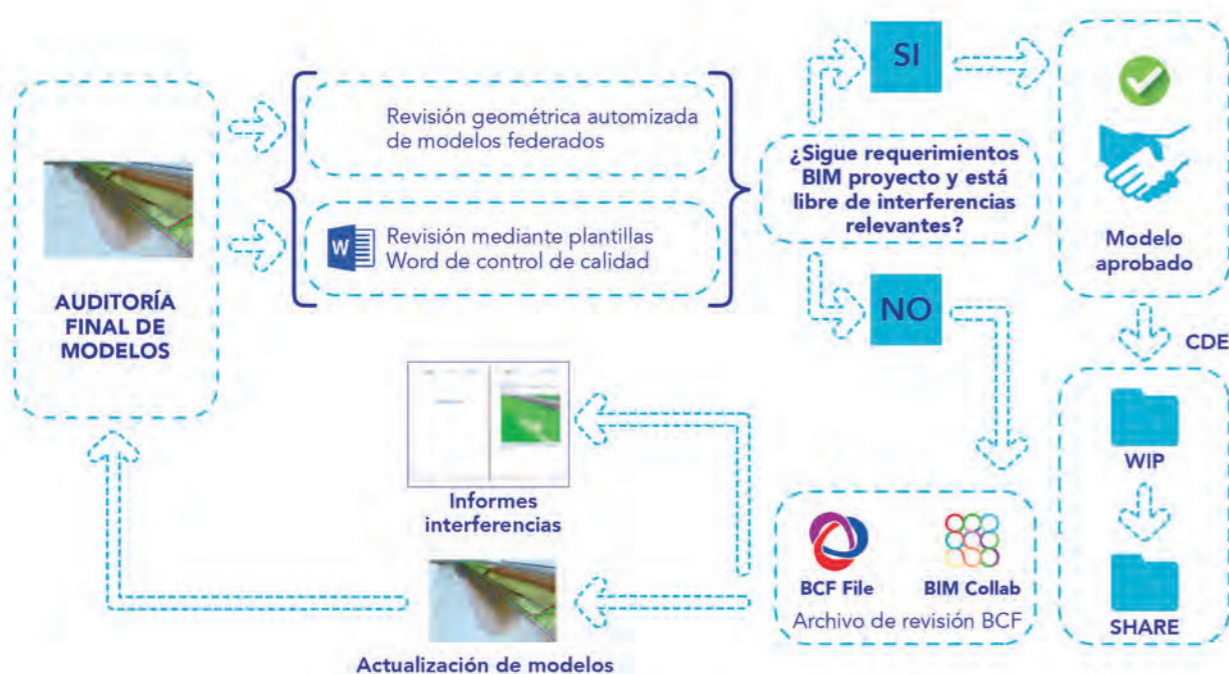 AUDITORÍA
FINAL DE
MODELOS
Revisión geométrica automizada
de modelos federados
W
Revisión mediante plantillas
Word de control de calidad
SI
¿Sigue requerimientos
BIM proyecto y está
libre de interferencias
relevantes?
NO
Modelo
aprobado
CDE
WIP
SHARE
BCF File
BIM Collab
Archivo de revisión BCF
Informes
interferencias
Actualización de modelos